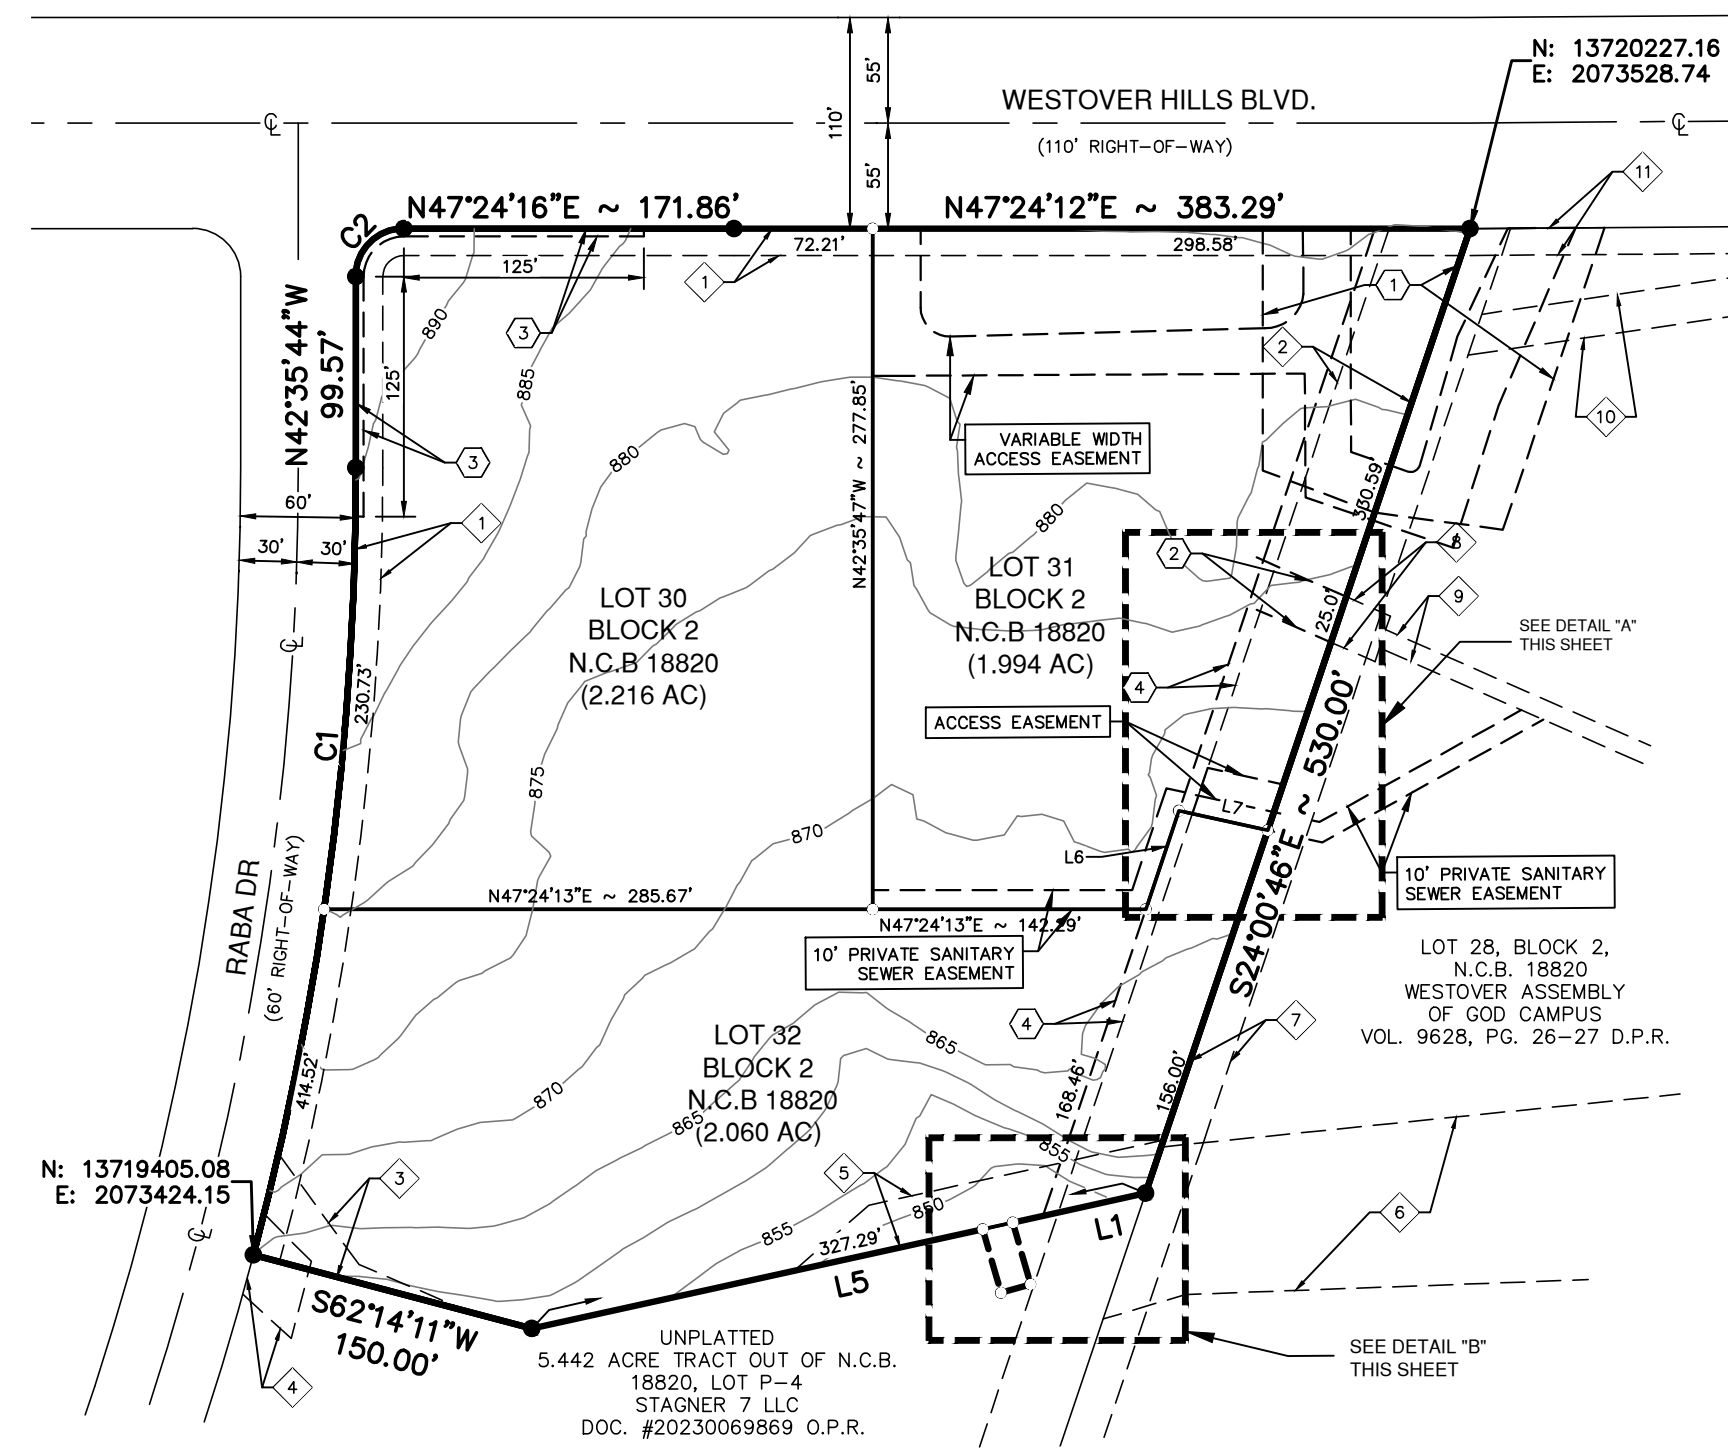 N: 13720227.16
E: 2073528.74
WESTOVER HILLS BLVD.
(110' RIGHT-OF-WAY)
55'
110'
55'
℄
℄
11
N47°24'16"E ~ 171.86'
N47°24'12"E ~ 383.29'
C2
72.21'
298.58'
125'
1
1
3
2
10
N42°35'44"W
99.57'
125'
890
885
880
880
N42°35'47"W ~ 277.85'
VARIABLE WIDTH
ACCESS EASEMENT
3
1
60'
30'
30'
330.59'
2
8
9
25.01'
SEE DETAIL "A"
THIS SHEET
LOT 30
BLOCK 2
N.C.B 18820
(2.216 AC)
LOT 31
BLOCK 2
N.C.B 18820
(1.994 AC)
℄
230.73'
C1
4
ACCESS EASEMENT
875
870
L7
L6
S24°00'46"E ~ 530.00'
10' PRIVATE SANITARY
SEWER EASEMENT
N47°24'13"E ~ 285.67'
N47°24'13"E ~ 142.29'
10' PRIVATE SANITARY
SEWER EASEMENT
RABA DR
(60' RIGHT-OF-WAY)
LOT 28, BLOCK 2,
N.C.B. 18820
WESTOVER ASSEMBLY
OF GOD CAMPUS
VOL. 9628, PG. 26-27 D.P.R.
4
7
865
LOT 32
BLOCK 2
N.C.B 18820
(2.060 AC)
414.52'
870
865
168.46'
156.00'
855
N: 13719405.08
E: 2073424.15
3
5
850
855
6
℄
327.29'
L1
L5
S62°14'11"W
150.00'
4
UNPLATTED
5.442 ACRE TRACT OUT OF N.C.B.
18820, LOT P-4
STAGNER 7 LLC
DOC. #20230069869 O.P.R.
SEE DETAIL "B"
THIS SHEET